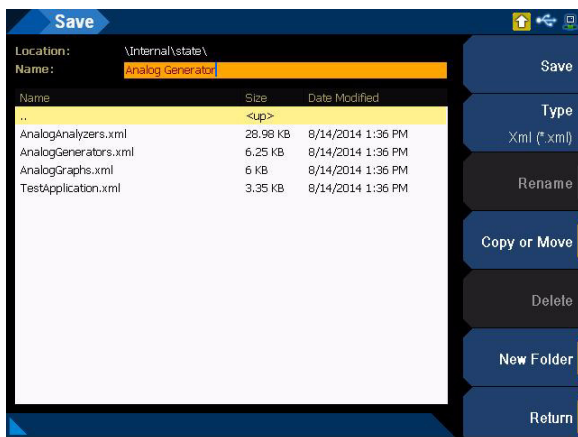 Save
Location: \Internal\state\
Name: Analog Generator
Name Size Date Modified
.. <up>
AnalogAnalyzers.xml 28.98 KB 8/14/2014 1:36 PM
AnalogGenerators.xml 6.25 KB 8/14/2014 1:36 PM
AnalogGraphs.xml 6 KB 8/14/2014 1:36 PM
TestApplication.xml 3.35 KB 8/14/2014 1:36 PM
Save
Type
Xml (*.xml)
Rename
Copy or Move
Delete
New Folder
Return